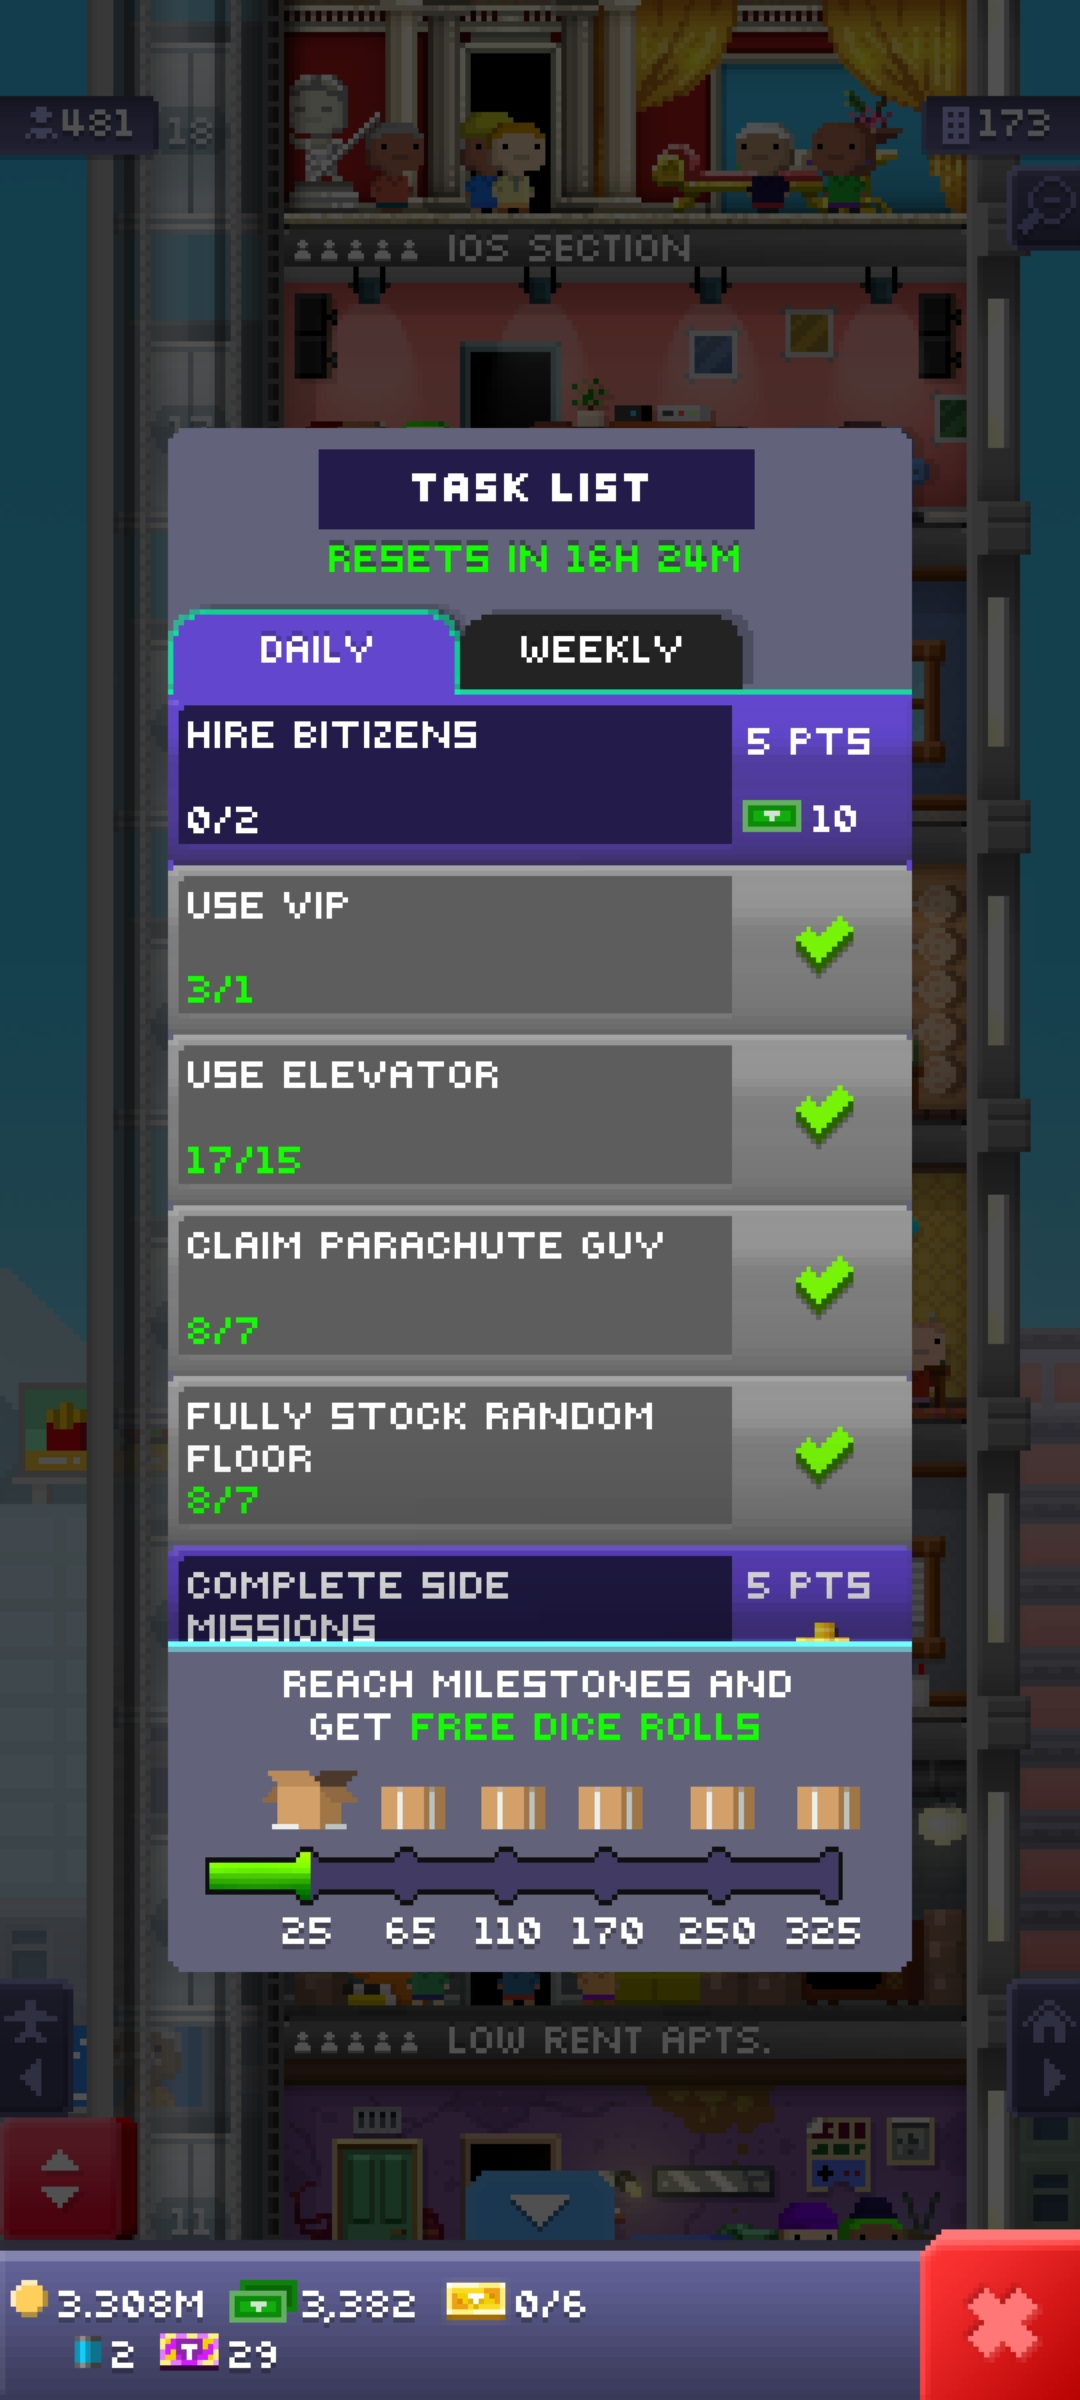 481
18
173
IOS SECTION
TASK LIST
RESETS IN 16H 24M
DAILY
WEEKLY
HIRE BITIZENS
5 PTS
0/2
10
USE VIP
3/1
USE ELEVATOR
17/15
CLAIM PARACHUTE GUY
8/7
FULLY STOCK RANDOM
FLOOR
8/7
COMPLETE SIDE
5 PTS
MISSIONS
REACH MILESTONES AND
GET FREE DICE ROLLS
25 65 110 170 250 325
LOW RENT APTS.
11
3.308M 3,382 0/6
2 29